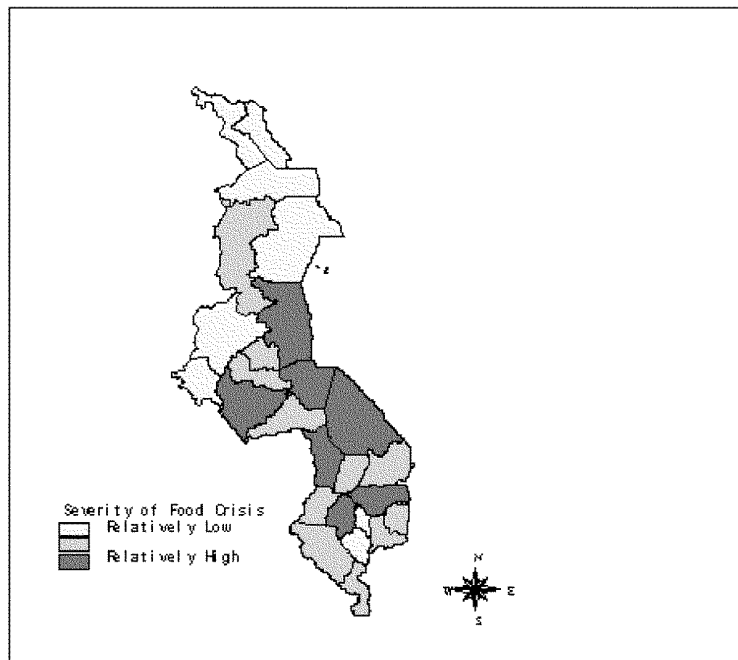 Severity of Food Crisis
Relatively Low
Relatively High
N
W E
S